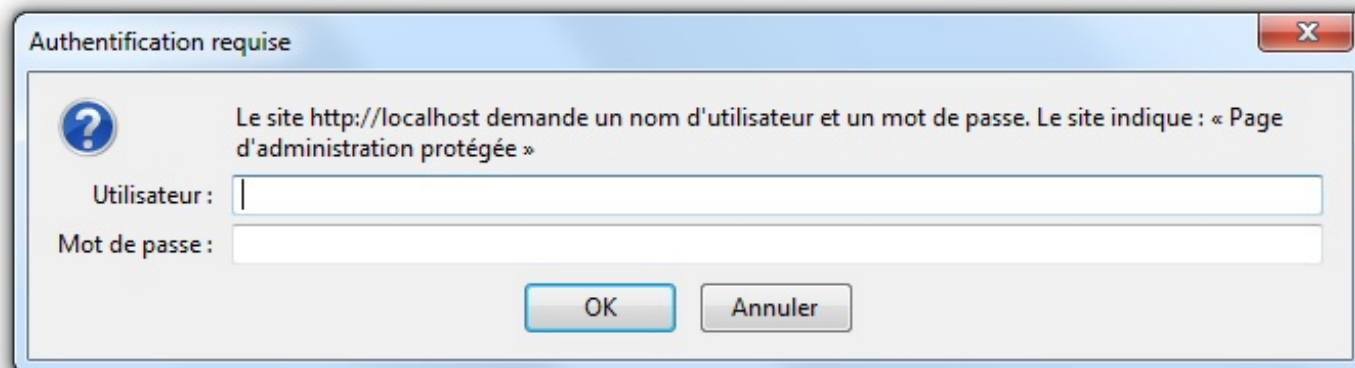 Authentification requise
Le site http://localhost demande un nom d'utilisateur et un mot de passe. Le site indique : « Page
d'administration protégée »
Utilisateur :
Mot de passe :
OK Annuler